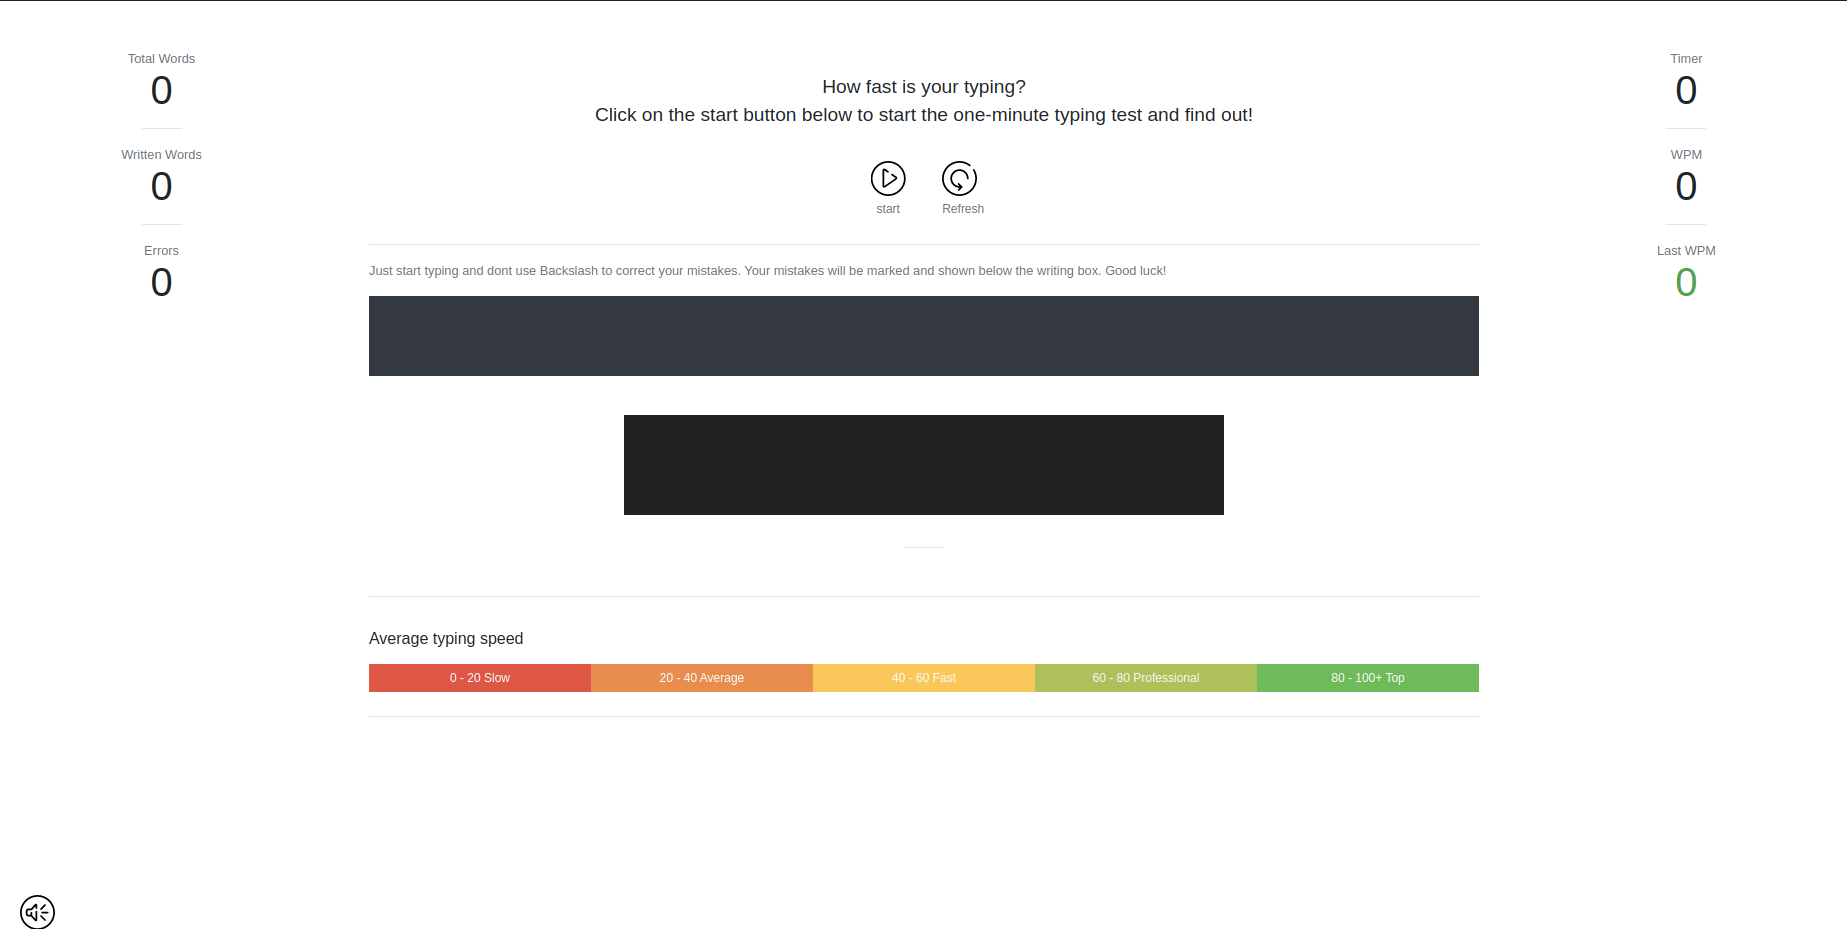 Total Words
0
Written Words
0
Errors
0
How fast is your typing?
Click on the start button below to start the one-minute typing test and find out!
start
Refresh
Timer
0
WPM
0
Last WPM
0
Just start typing and dont use Backslash to correct your mistakes. Your mistakes will be marked and shown below the writing box. Good luck!
Average typing speed
0 - 20 Slow
20 - 40 Average
40 - 60 Fast
60 - 80 Professional
80 - 100+ Top